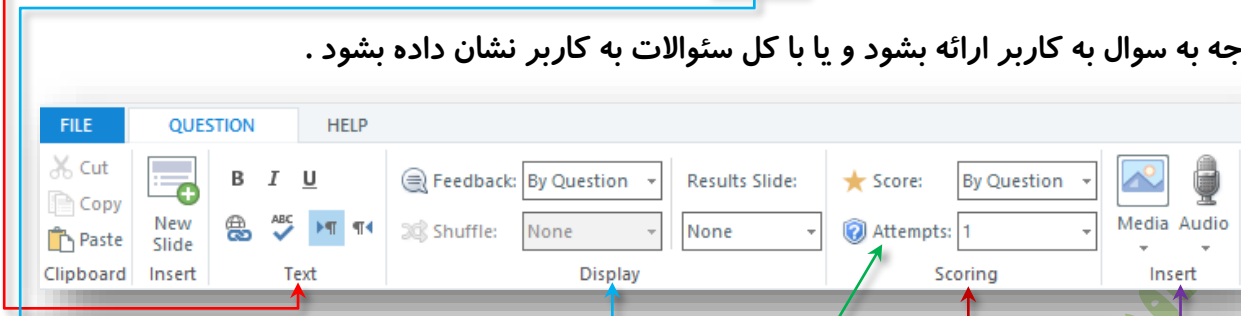 جه به سوال به کاربر ارائه بشود و یا با کل سئوالات به کاربر نشان داده بشود .
FILE QUESTION HELP
Cut
Copy
Paste
Clipboard
New Slide
Insert
B I U
ABC
Text
Feedback: By Question
Shuffle: None
Results Slide:
None
Display
Score: By Question
Attempts: 1
Scoring
Media Audio
Insert